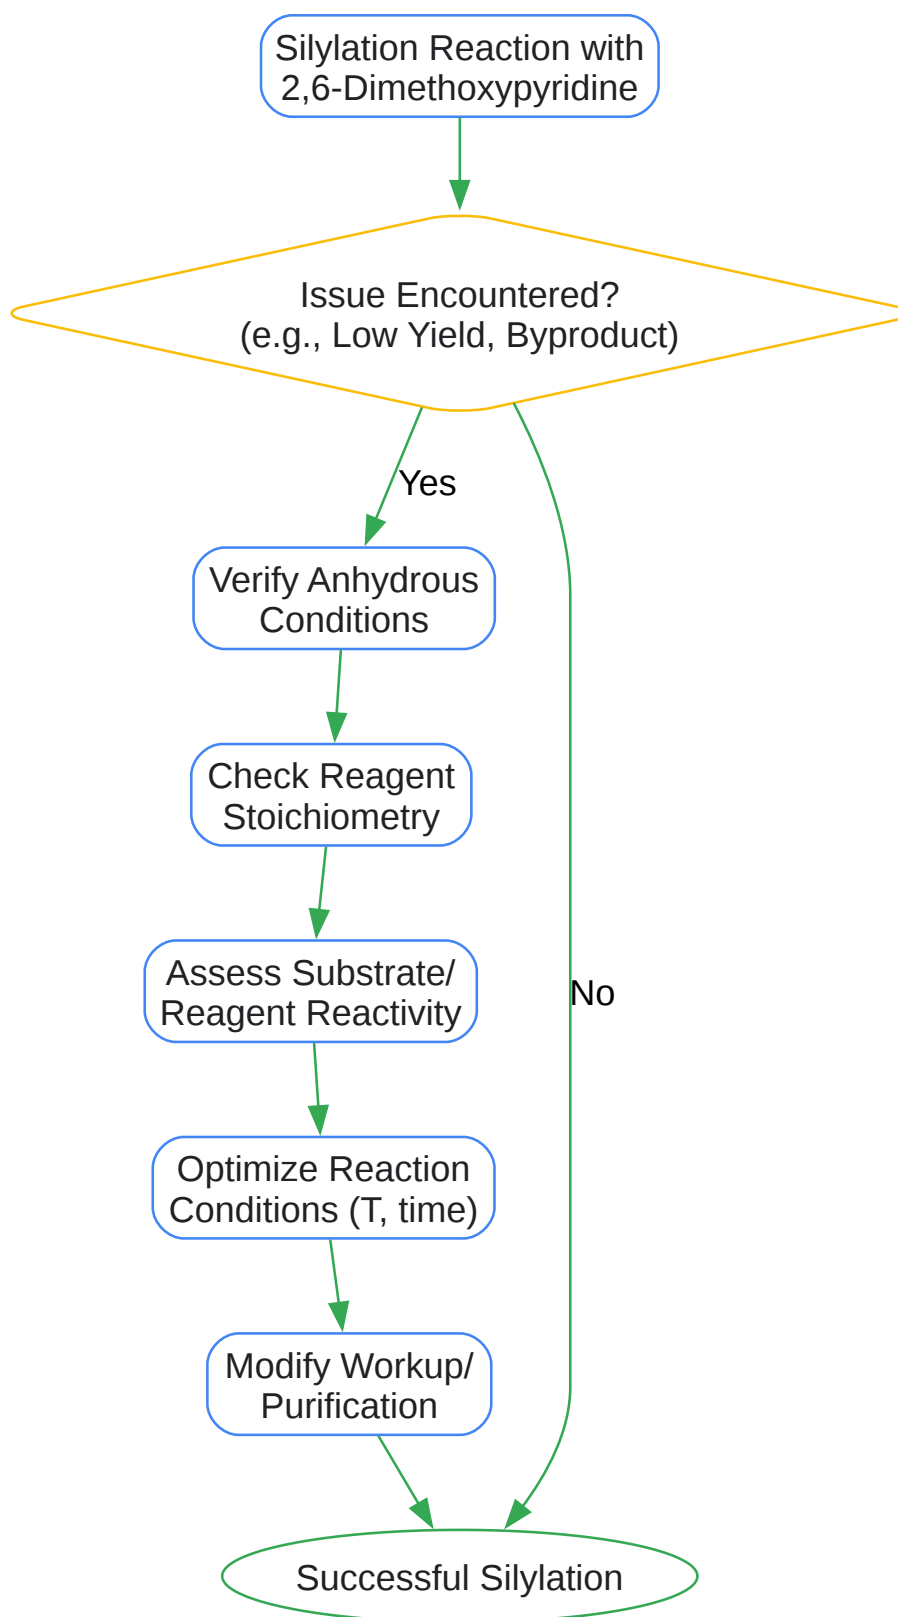 Silylation Reaction with
2,6-Dimethoxypyridine
Issue Encountered?
(e.g., Low Yield, Byproduct)
Yes
Verify Anhydrous
Conditions
Check Reagent
Stoichiometry
Assess Substrate/
Reagent Reactivity
No
Optimize Reaction
Conditions (T, time)
Modify Workup/
Purification
Successful Silylation